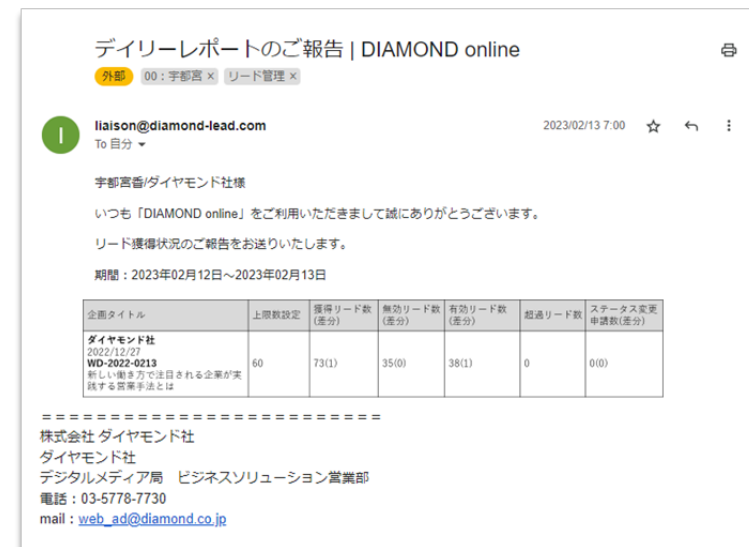 デイリーレポートのご報告 | DIAMOND online
外部 00：宇都宮 × リード管理 ×
I
liaison@diamond-lead.com 2023/02/13 7:00
To 自分
宇都宮香/ダイヤモンド社様
いつも「DIAMOND online」をご利用いただきまして誠にありがとうございます。
リード獲得状況のご報告をお送りいたします。
期間：2023年02月12日～2023年02月13日
企画タイトル 上限数設定 獲得リード数(差分) 無効リード数(差分) 有効リード数(差分) 超過リード数 ステータス変更申請数(差分)
ダイヤモンド社
2022/12/27
WD-2022-0213 60 73(1) 35(0) 38(1) 0 0(0)
新しい働き方で注目される企業が実
践する営業手法とは
＝＝＝＝＝＝＝＝＝＝＝＝＝＝＝＝＝＝＝＝＝＝＝＝＝
株式会社 ダイヤモンド社
ダイヤモンド社
デジタルメディア局　ビジネスソリューション営業部
電話：03-5778-7730
mail：web_ad@diamond.co.jp